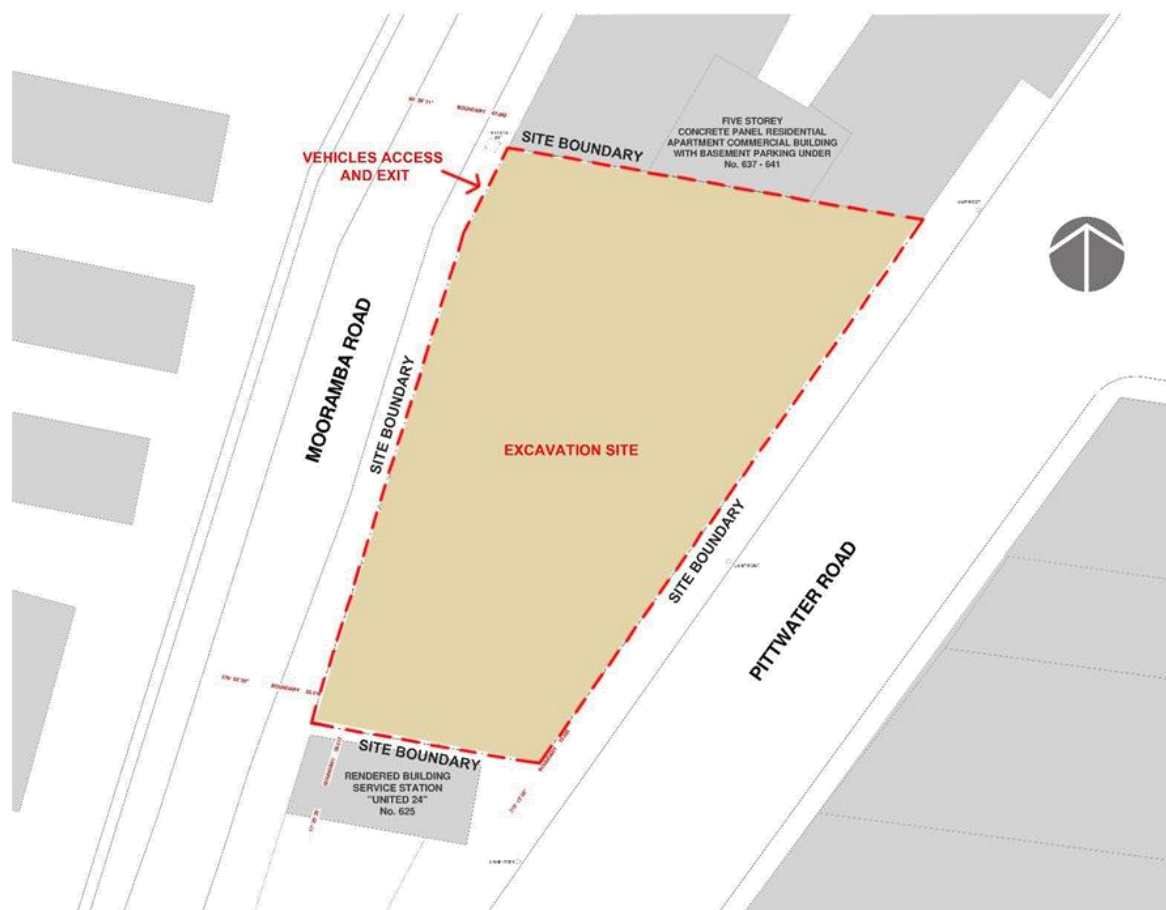 BOUNDARY
SITE BOUNDARY
VEHICLES ACCESS
AND EXIT
FIVE STOREY
CONCRETE PANEL RESIDENTIAL
APARTMENT COMMERCIAL BUILDING
WITH BASEMENT PARKING UNDER
No. 637 - 641
MOORAMBA ROAD
SITE BOUNDARY
EXCAVATION SITE
SITE BOUNDARY
PITTWATER ROAD
BOUNDARY
SITE BOUNDARY
RENDERED BUILDING
SERVICE STATION
"UNITED 24"
No. 625